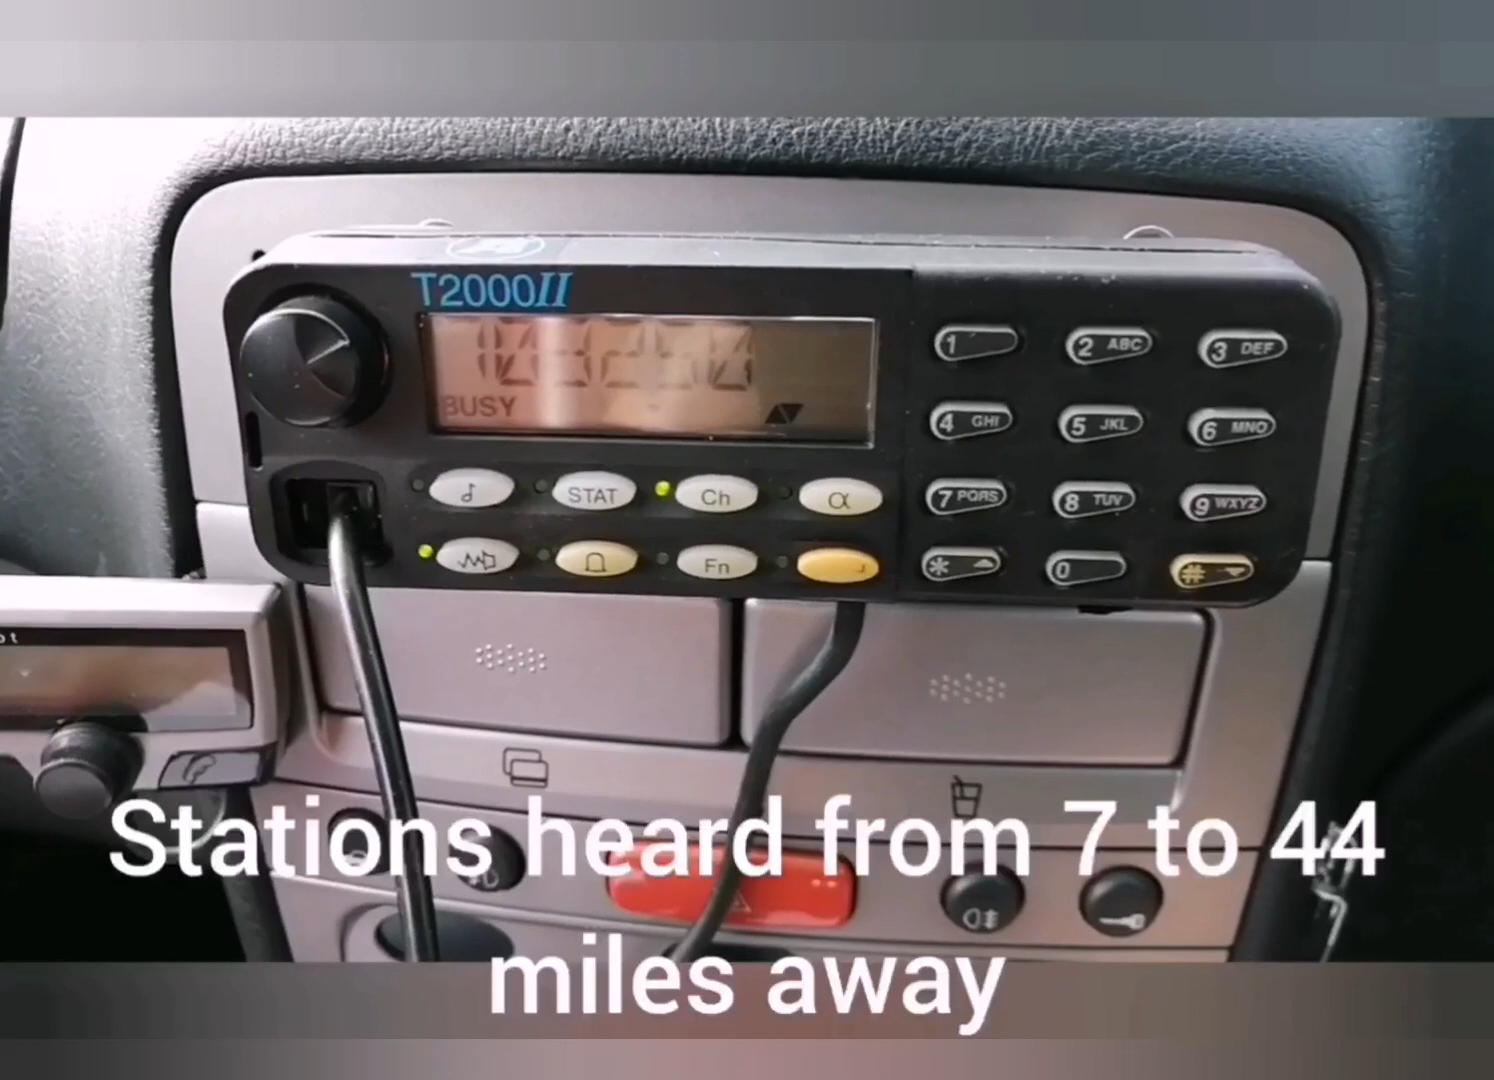 T2000II
BUSY
1
2 ABC
3 DEF
4 GHI
5 JKL
6 MNO
STAT
Ch
α
7 PQRS
8 TUV
9 WXYZ
Fn
*
0
#
Stations heard from 7 to 44
miles away